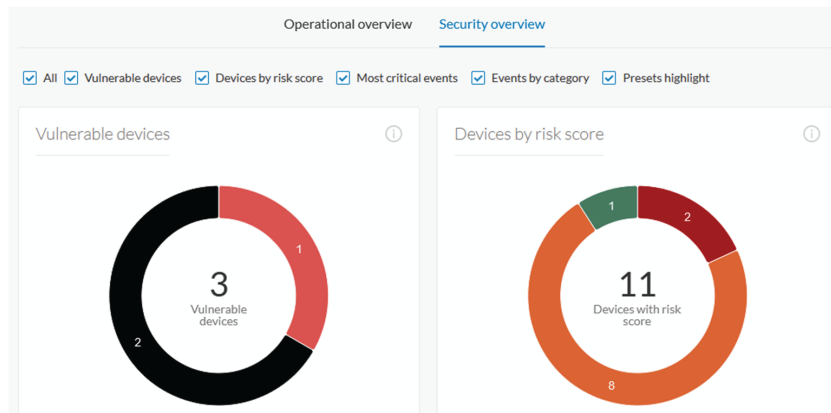 Operational overview
Security overview
All
Vulnerable devices
Devices by risk score
Most critical events
Events by category
Presets highlight
Vulnerable devices
1
3
Vulnerable
devices
2
Devices by risk score
1
2
11
Devices with risk
score
8